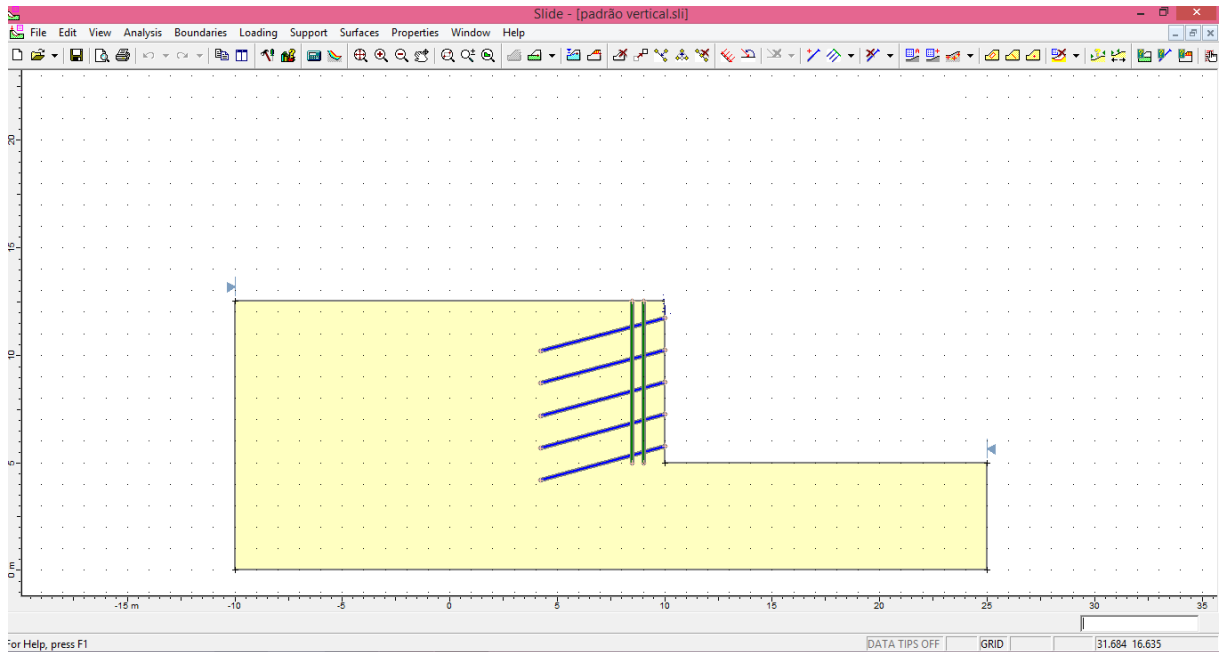 Slide - [padrão vertical.sli]
File Edit View Analysis Boundaries Loading Support Surfaces Properties Window Help
20
15
10
5
0 m
-15 m -10 -5 0 5 10 15 20 25 30 35
For Help, press F1 DATA TIPS OFF GRID 31.684 16.635